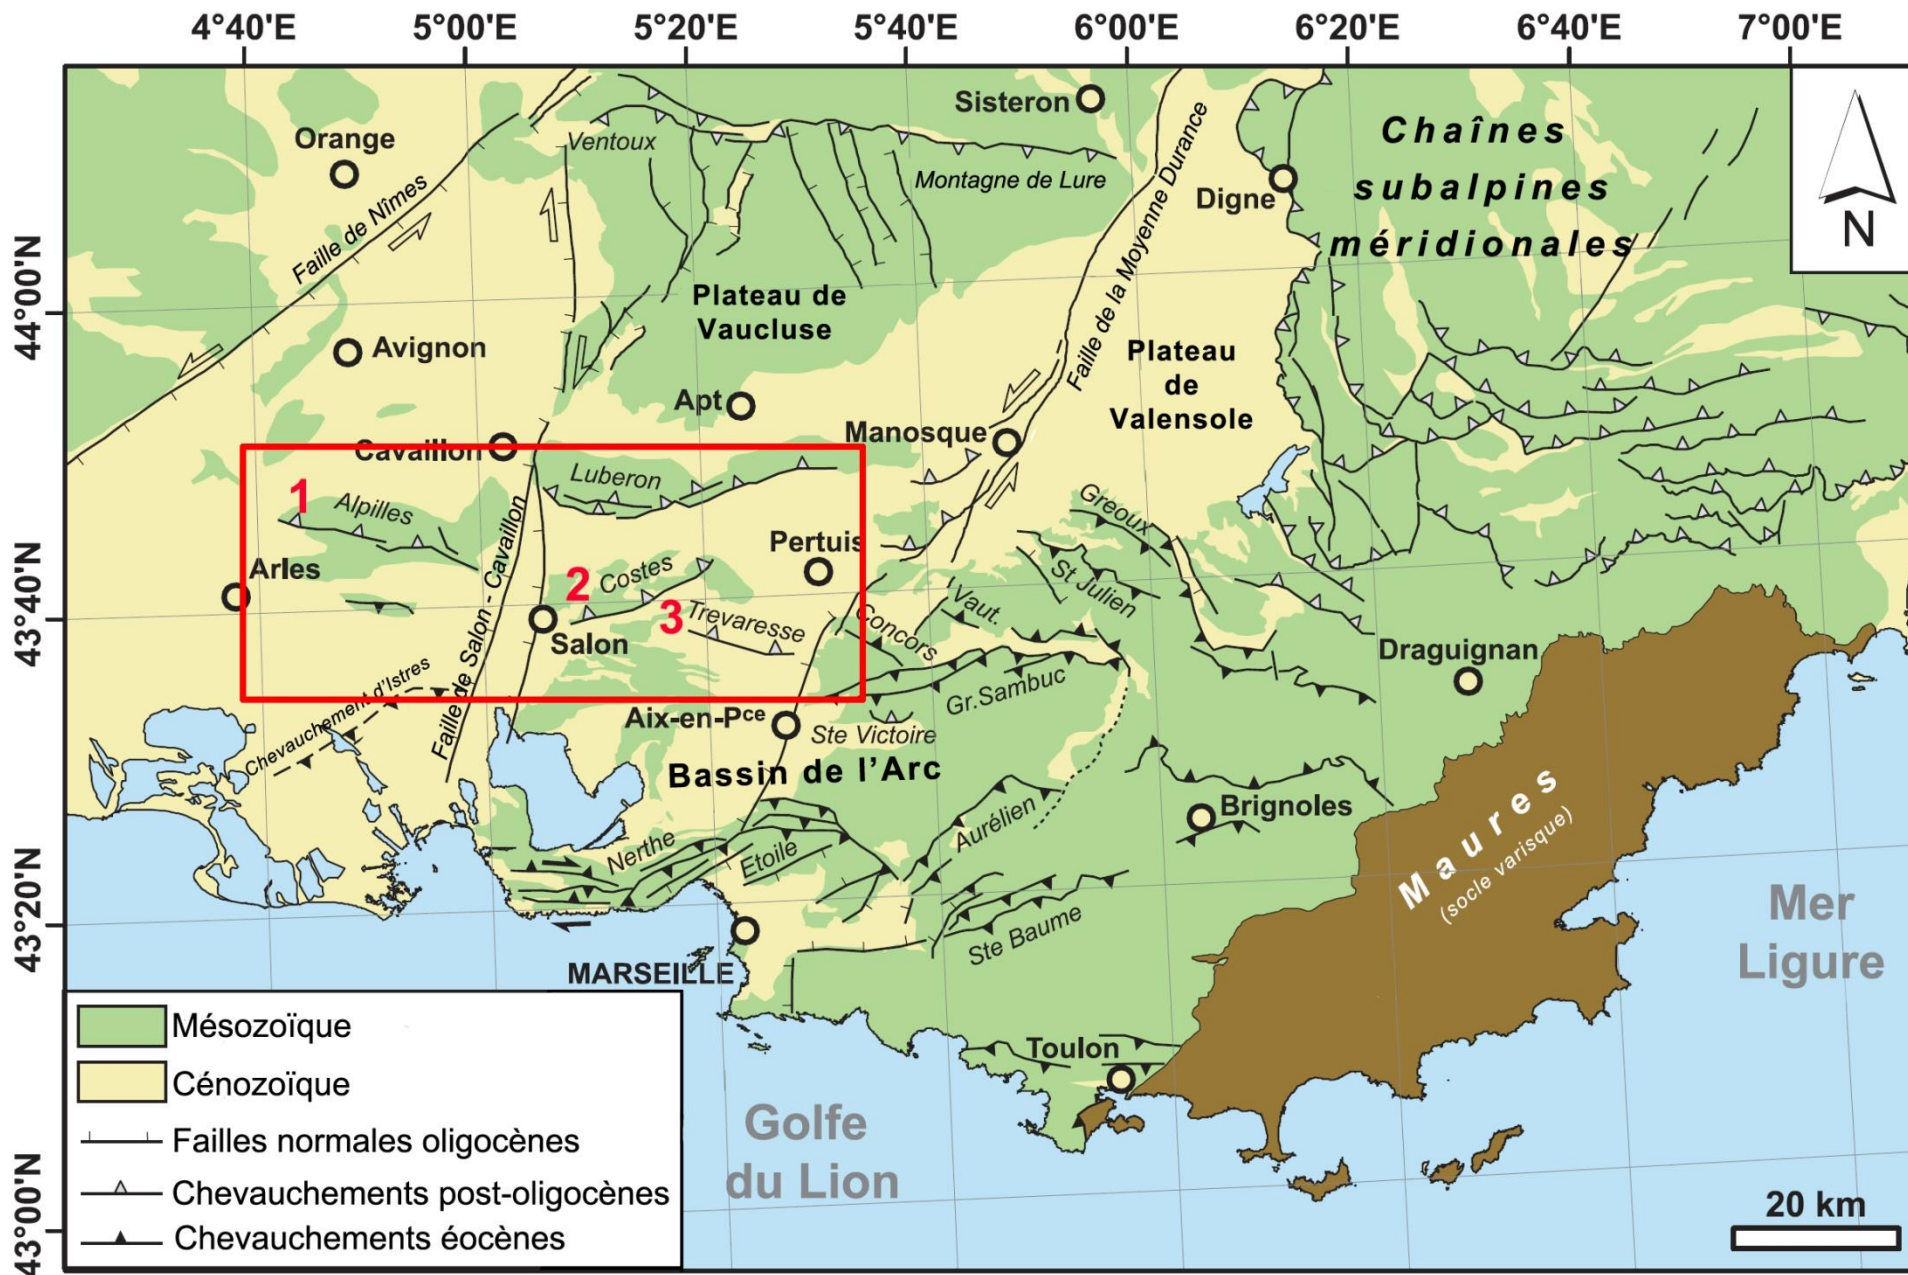 4°40'E
5°00'E
5°20'E
5°40'E
6°00'E
6°20'E
6°40'E
7°00'E
44°00'N
43°40'N
43°20'N
43°00'N
Orange
Ventoux
Sisteron
Montagne de Lure
Digne
Chaînes
subalpines
méridionales
N
Faille de Nîmes
Faille de la Moyenne Durance
Plateau de
Vaucluse
Avignon
Apt
Plateau
de
Valensole
Manosque
Cavaillon
Luberon
1
Alpilles
Faille de Salon - Cavaillon
Greoux
Pertuis
Arles
2
Costes
3
Trevaresse
St Julien
Vaut.
Concors
Salon
Draguignan
Chevauchement d'Istres
Gr.Sambuc
Aix-en-Pce
Ste Victoire
Bassin de l'Arc
Brignoles
Nerthe
Etoile
Aurélien
Maures
(socle varisque)
Ste Baume
Mer
Ligure
MARSEILLE
Toulon
Golfe
du Lion
Mésozoïque
Cénozoïque
Failles normales oligocènes
Chevauchements post-oligocènes
Chevauchements éocènes
20 km